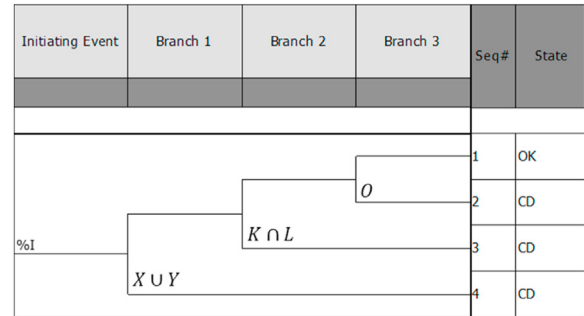 Initiating Event Branch 1 Branch 2 Branch 3 Seq# State
1 OK
O
2 CD
%I
K ∩ L
3 CD
X ∪ Y
4 CD